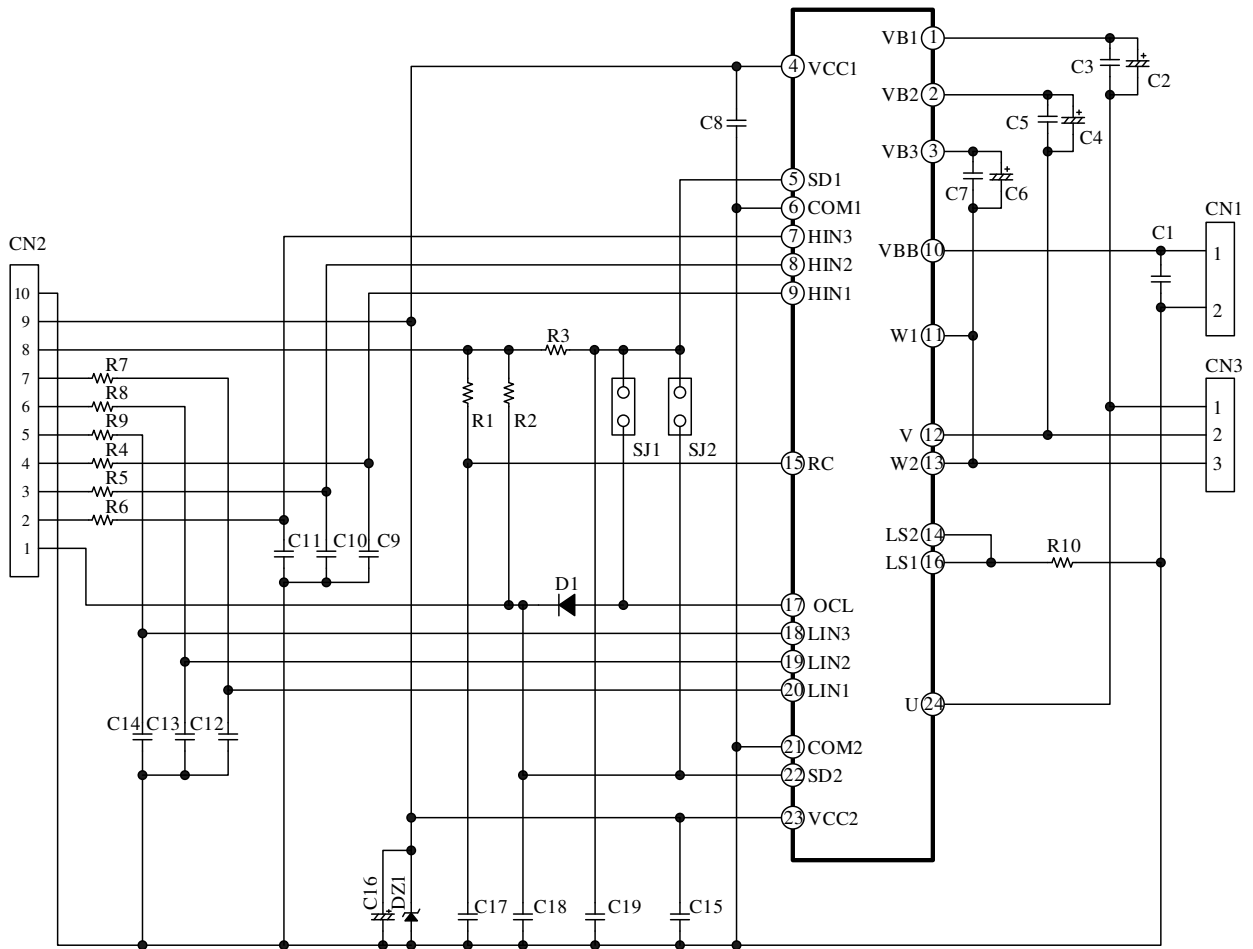 VB1 1
4 VCC1
C3
C2
VB2 2
C8
C5
C4
VB3 3
5 SD1
C7
C6
6 COM1
CN1
CN2
7 HIN3
C1
VBB 10
1
8 HIN2
10
9 HIN1
9
2
8
R3
W1 11
7
R7
CN3
6
R8
1
5
R9
R1
R2
SJ1
SJ2
V 12
2
4
R4
15 RC
W2 13
3
3
R5
2
R6
LS2 14
1
C11
C10
C9
LS1 16
R10
D1
17 OCL
18 LIN3
19 LIN2
20 LIN1
U 24
C14
C13
C12
21 COM2
22 SD2
23 VCC2
C16
DZ1
C17
C18
C19
C15
+
+
+
+